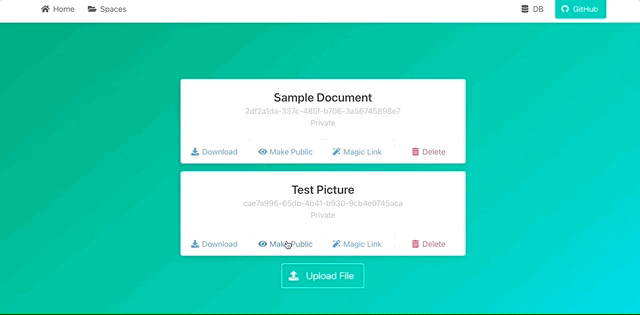 Home Spaces DB GitHub
Sample Document
2df2a1da-337c-485f-b706-3a56745898e7
Private
Download Make Public Magic Link Delete
Test Picture
cae7a996-65db-4b41-b930-9cb4e0745aca
Private
Download Make Public Magic Link Delete
Upload File